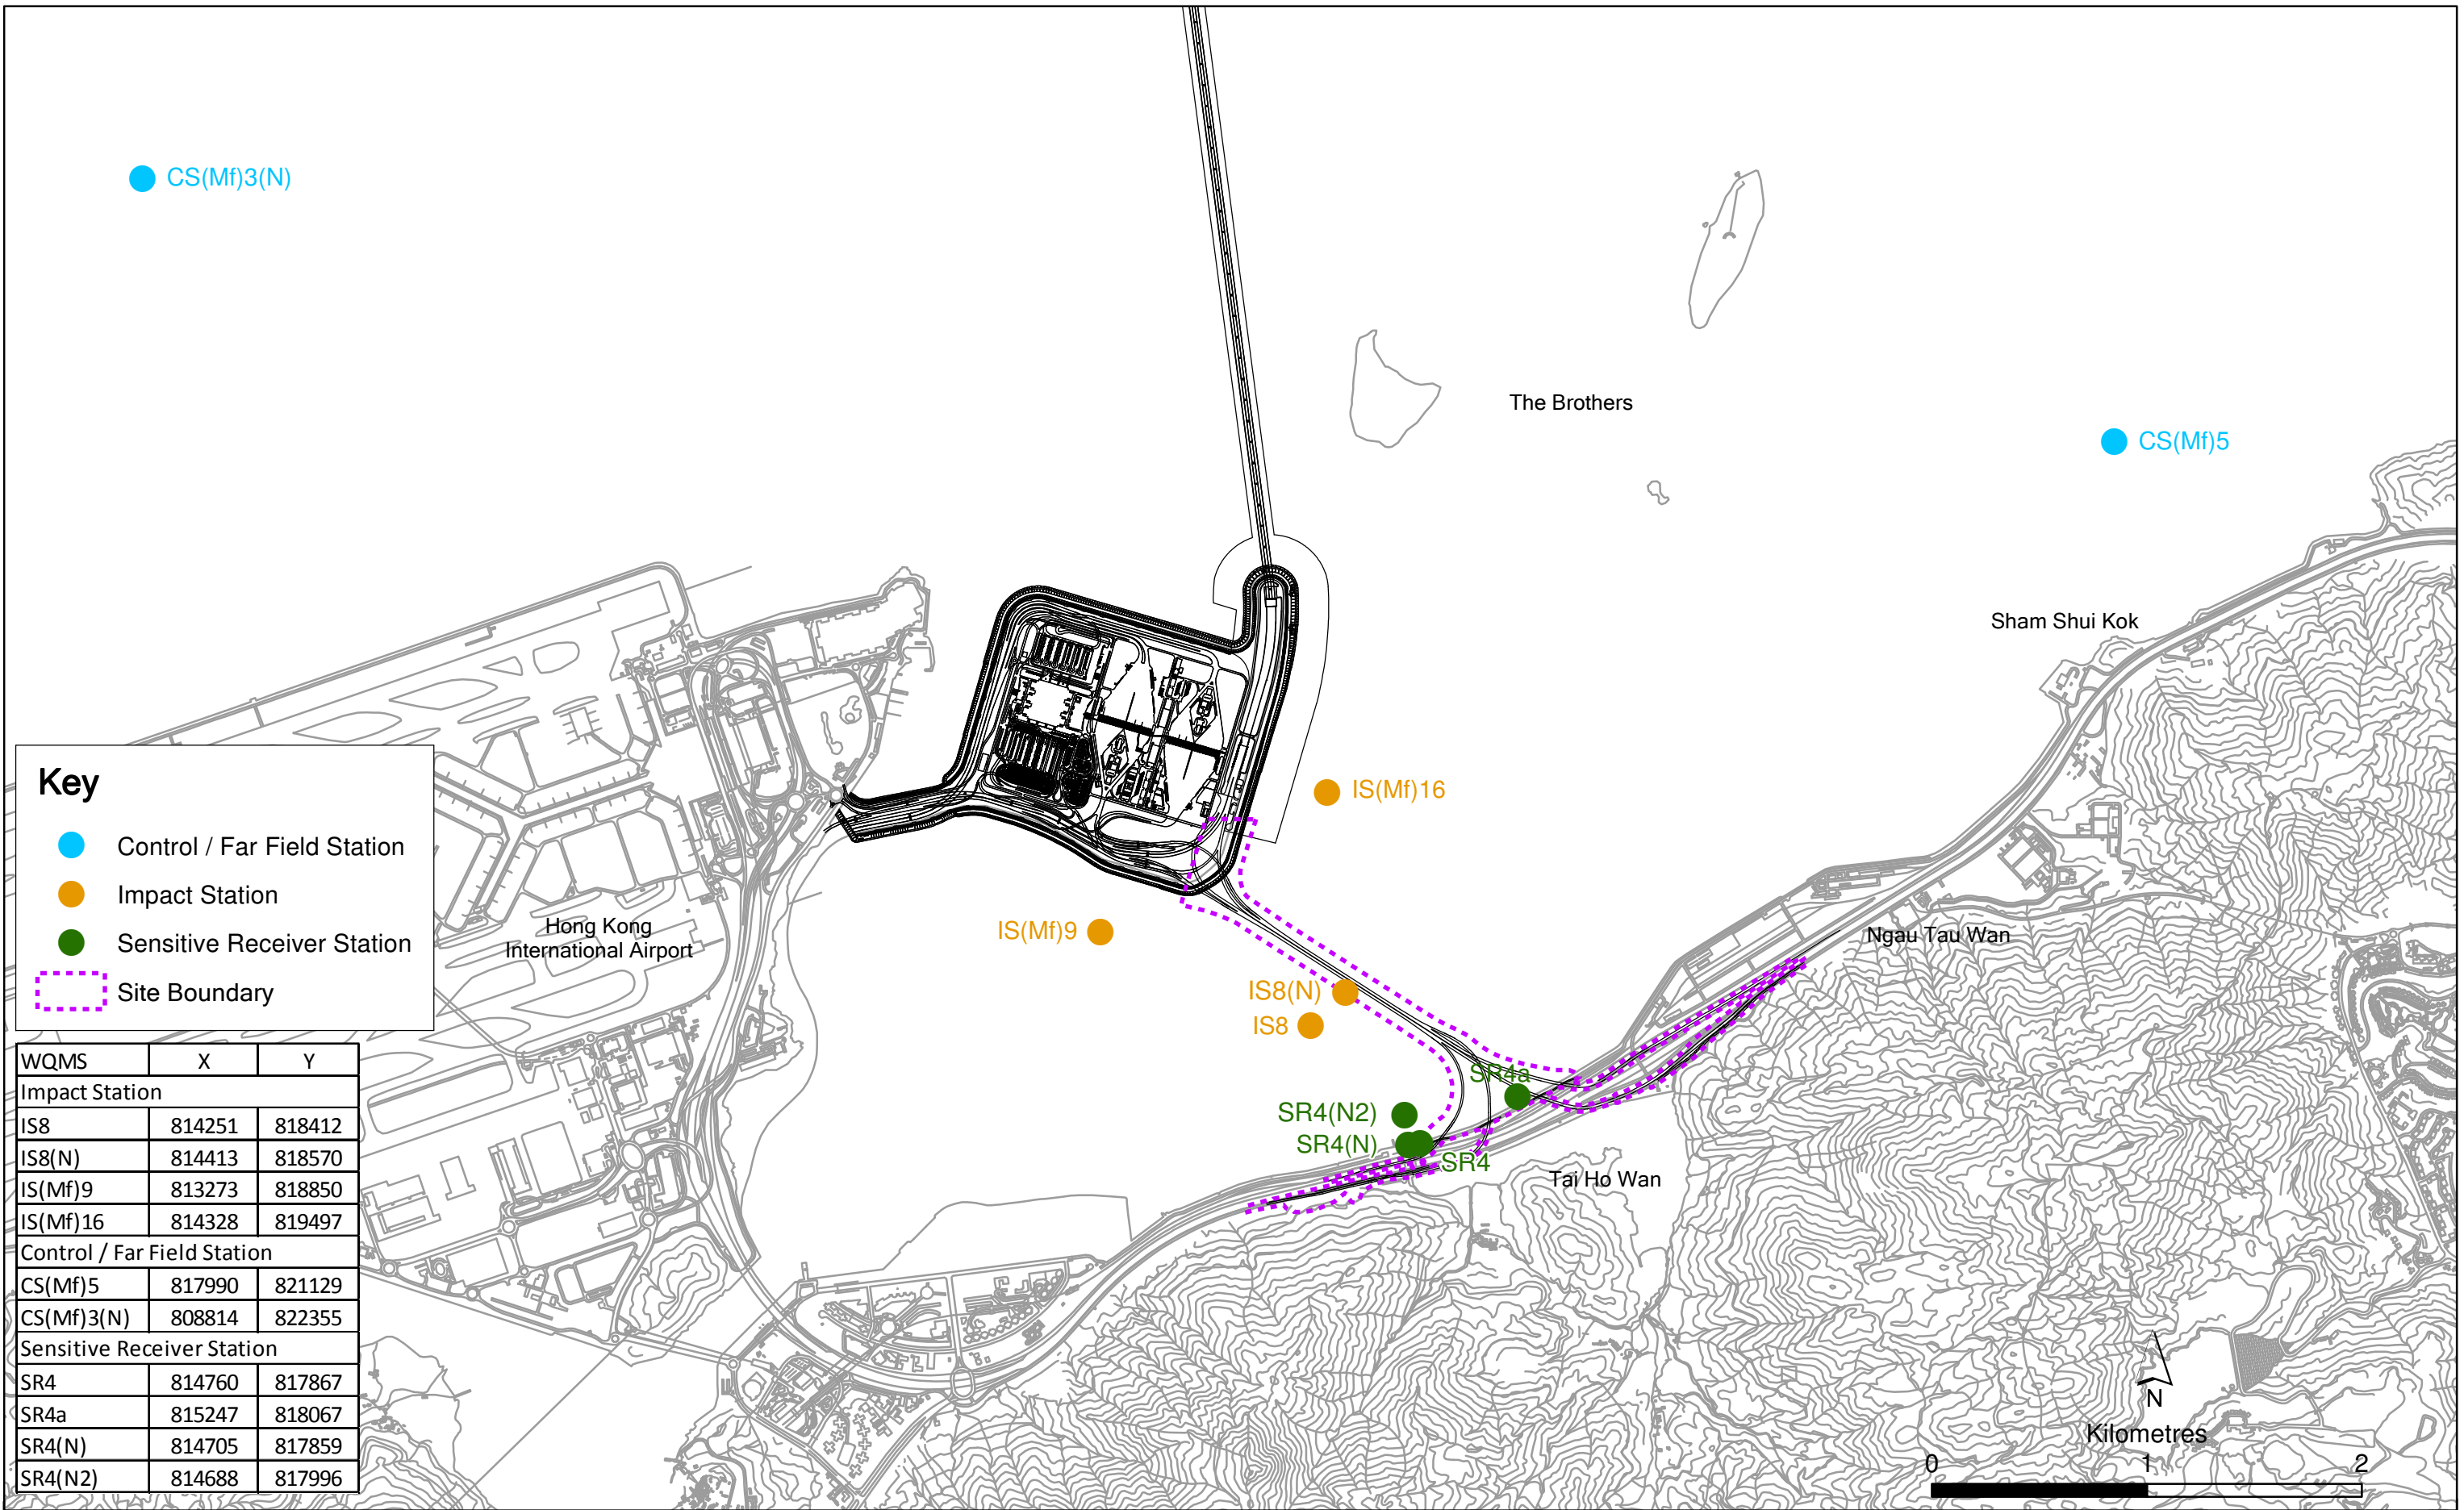 CS(Mf)3(N)
The Brothers
CS(Mf)5
Sham Shui Kok
IS(Mf)16
Key
Control / Far Field Station
Impact Station
Sensitive Receiver Station
Site Boundary
Hong Kong
International Airport
IS(Mf)9
Ngau Tau Wan
IS8(N)
IS8
SR4a
SR4(N2)
SR4(N)
SR4
Tai Ho Wan
WQMS X Y
Impact Station
IS8 814251 818412
IS8(N) 814413 818570
IS(Mf)9 813273 818850
IS(Mf)16 814328 819497
Control / Far Field Station
CS(Mf)5 817990 821129
CS(Mf)3(N) 808814 822355
Sensitive Receiver Station
SR4 814760 817867
SR4a 815247 818067
SR4(N) 814705 817859
SR4(N2) 814688 817996
N
Kilometres
0 1 2